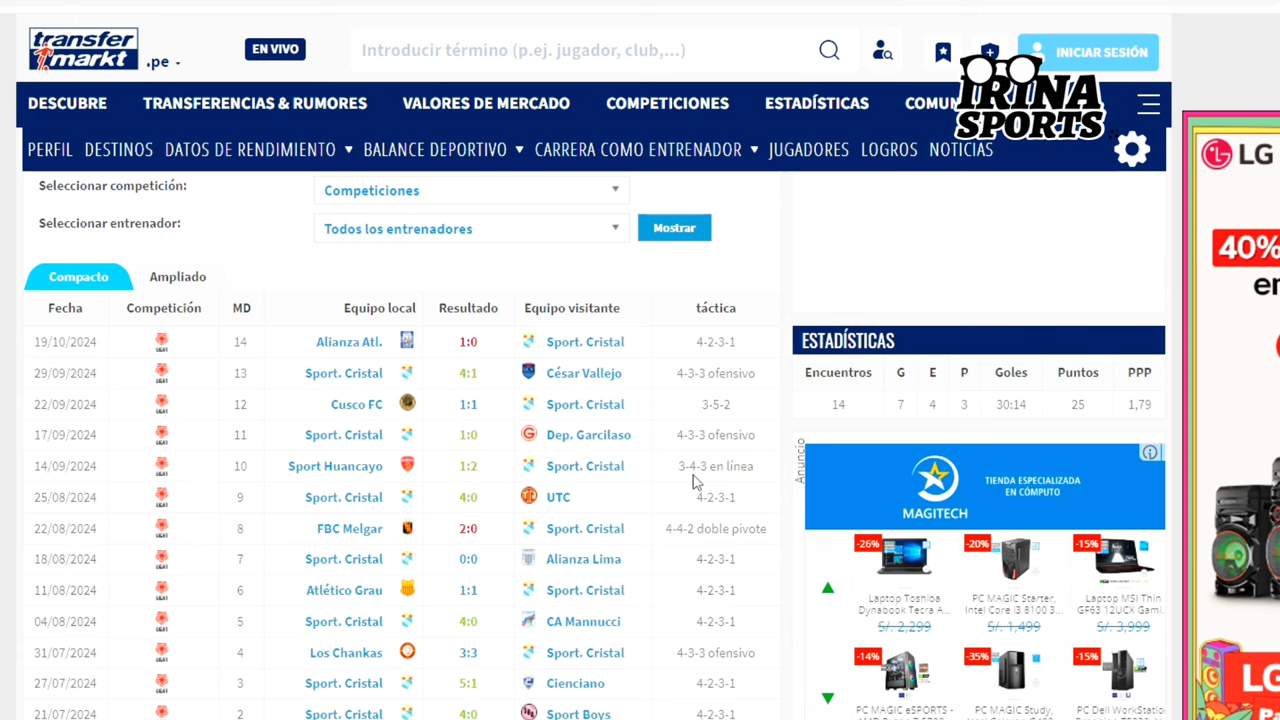 transfer
markt .pe
EN VIVO
Introducir término (p.ej. jugador, club,...)
INICIAR SESIÓN
IRINA
SPORTS
DESCUBRE TRANSFERENCIAS & RUMORES VALORES DE MERCADO COMPETICIONES ESTADÍSTICAS COMUN
PERFIL DESTINOS DATOS DE RENDIMIENTO BALANCE DEPORTIVO CARRERA COMO ENTRENADOR JUGADORES LOGROS NOTICIAS
Seleccionar competición: Competiciones
Seleccionar entrenador: Todos los entrenadores Mostrar
Compacto Ampliado
Fecha Competición MD Equipo local Resultado Equipo visitante táctica
19/10/2024 14 Alianza Atl. 1:0 Sport. Cristal 4-2-3-1
29/09/2024 13 Sport. Cristal 4:1 César Vallejo 4-3-3 ofensivo
22/09/2024 12 Cusco FC 1:1 Sport. Cristal 3-5-2
17/09/2024 11 Sport. Cristal 1:0 Dep. Garcilaso 4-3-3 ofensivo
14/09/2024 10 Sport Huancayo 1:2 Sport. Cristal 3-4-3 en línea
25/08/2024 9 Sport. Cristal 4:0 UTC 4-2-3-1
22/08/2024 8 FBC Melgar 2:0 Sport. Cristal 4-4-2 doble pivote
18/08/2024 7 Sport. Cristal 0:0 Alianza Lima 4-2-3-1
11/08/2024 6 Atlético Grau 1:1 Sport. Cristal 4-2-3-1
04/08/2024 5 Sport. Cristal 4:0 CA Mannucci 4-2-3-1
31/07/2024 4 Los Chankas 3:3 Sport. Cristal 4-3-3 ofensivo
27/07/2024 3 Sport. Cristal 5:1 Cienciano 4-2-3-1
21/07/2024 2 Sport. Cristal 4:0 Sport Boys 4-2-3-1
ESTADÍSTICAS
Encuentros G E P Goles Puntos PPP
14 7 4 3 30:14 25 1,79
Anuncio
MAGITECH
TIENDA ESPECIALIZADA
EN CÓMPUTO
-26% -20% -15%
Laptop Toshiba PC MAGIC Starter, Laptop MSI Thin
Dynabook Tecra A... Intel Core i3 8100 3... GF63 12UCX Gami...
S/. 2,299 S/. 1,499 S/. 3,999
-14% -35% -15%
PC MAGIC eSPORTS - PC MAGIC Study, PC Dell WorkStatio
LG
40%
en
LG